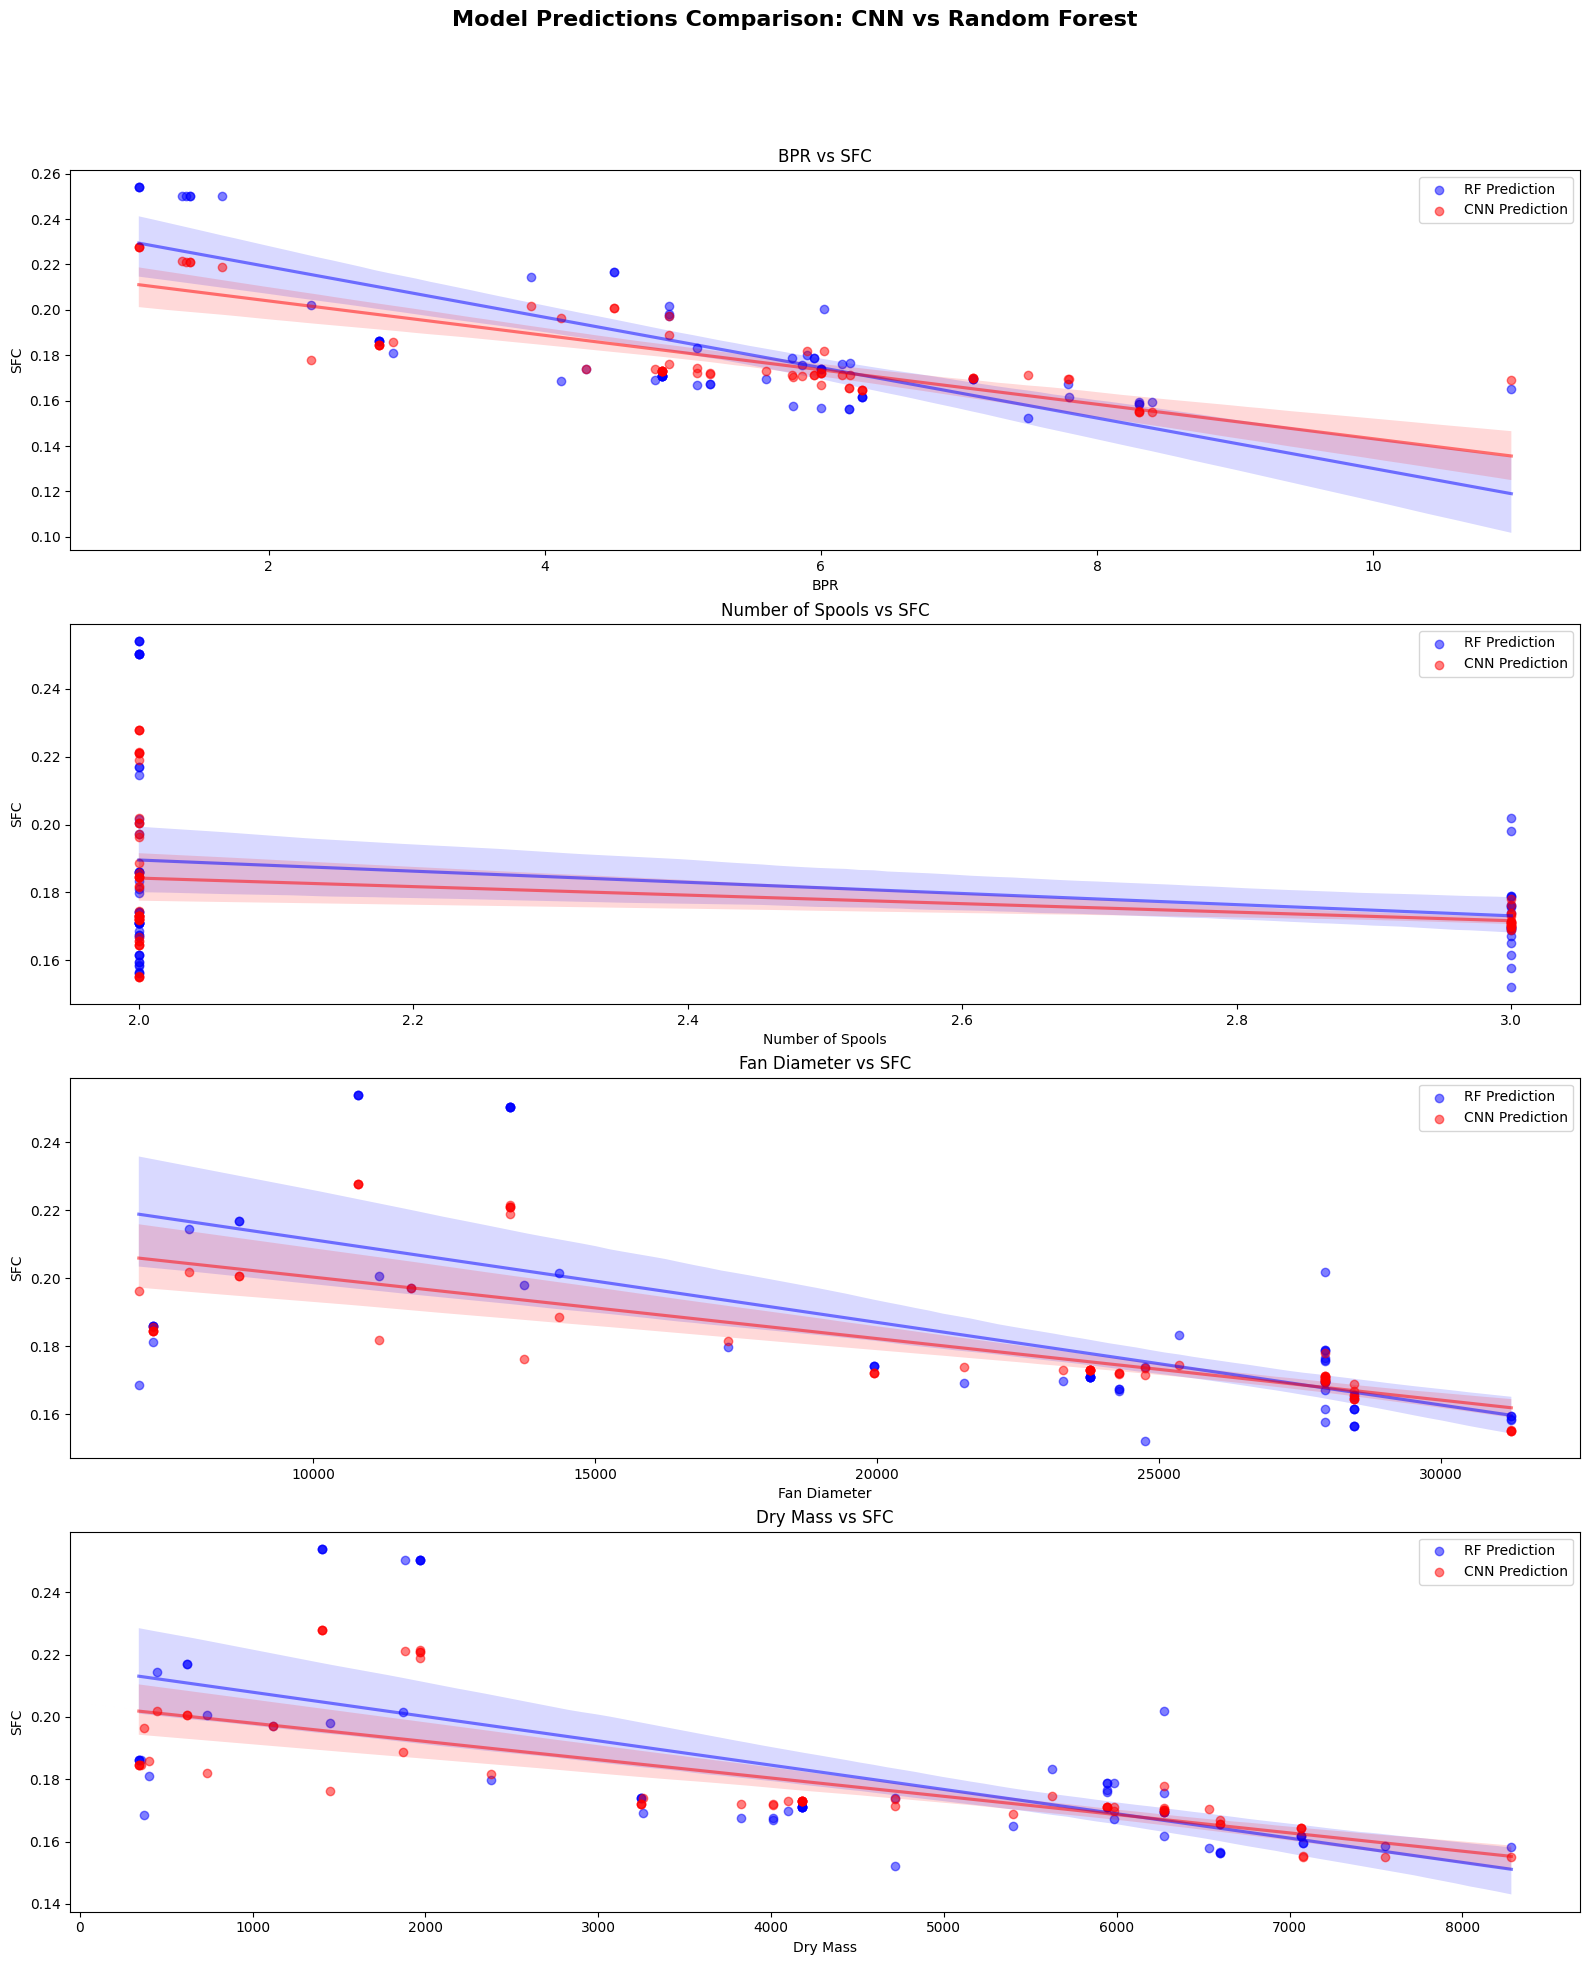 Model Predictions Comparison: CNN vs Random Forest
BPR vs SFC
0.26
0.24
0.22
0.20
0.18
0.16
0.14
0.12
0.10
SFC
RF Prediction
CNN Prediction
2 4 6 8 10
BPR
Number of Spools vs SFC
0.24
0.22
0.20
0.18
0.16
SFC
RF Prediction
CNN Prediction
2.0 2.2 2.4 2.6 2.8 3.0
Number of Spools
Fan Diameter vs SFC
0.24
0.22
0.20
0.18
0.16
SFC
RF Prediction
CNN Prediction
10000 15000 20000 25000 30000
Fan Diameter
Dry Mass vs SFC
0.24
0.22
0.20
0.18
0.16
0.14
SFC
RF Prediction
CNN Prediction
0 1000 2000 3000 4000 5000 6000 7000 8000
Dry Mass